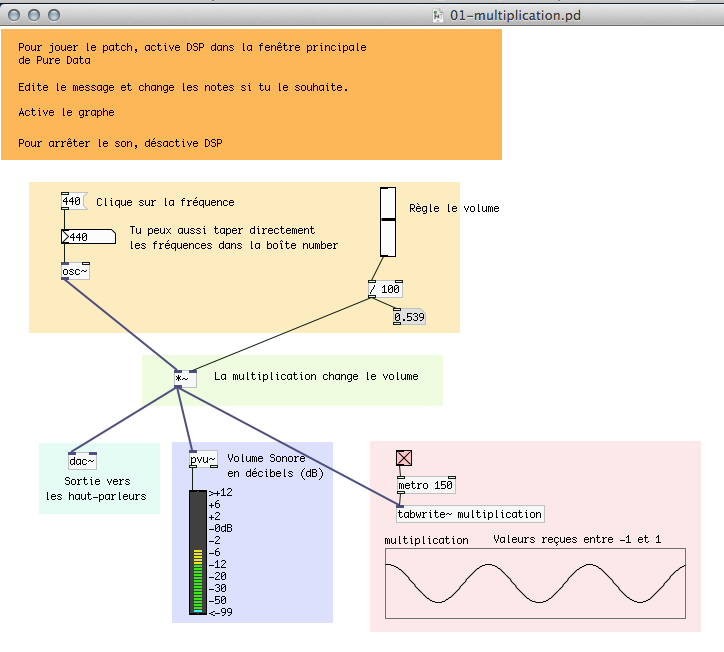 01-multiplication.pd
Pour jouer le patch, active DSP dans la fenêtre principale
de Pure Data
Edite le message et change les notes si tu le souhaite.
Active le graphe
Pour arrêter le son, désactive DSP
440
Clique sur la fréquence
440
Tu peux aussi taper directement
les fréquences dans la boîte number
osc~
Règle le volume
/ 100
0.539
*~
La multiplication change le volume
dac~
Sortie vers
les haut-parleurs
pvu~
Volume Sonore
en décibels (dB)
>+12
+6
+2
-0dB
-2
-6
-12
-20
-30
-50
<-99
metro 150
tabwrite~ multiplication
multiplication
Valeurs reçues entre -1 et 1